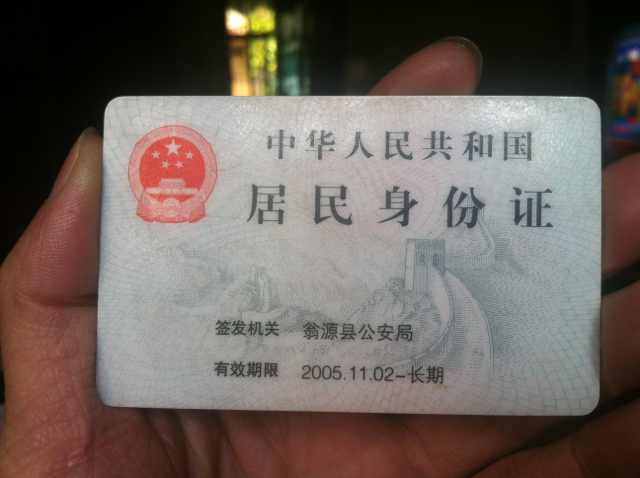 中华人民共和国
居民身份证
签发机关 翁源县公安局
有效期限 2005.11.02-长期